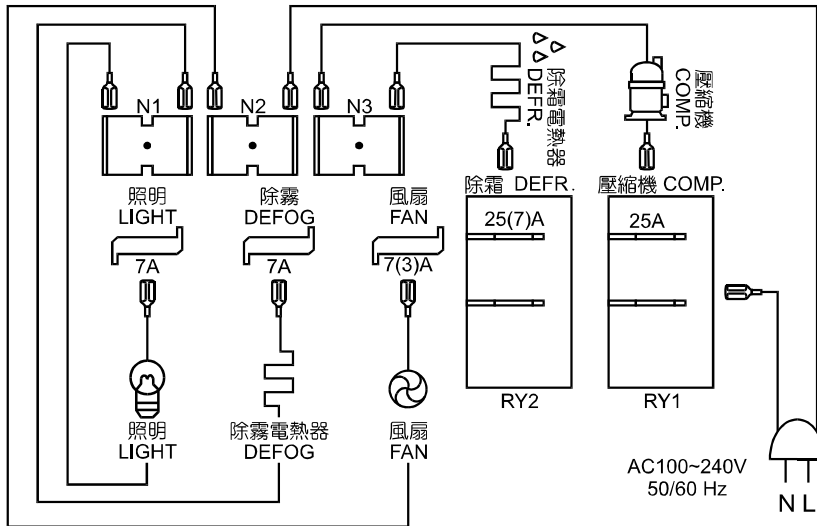 N1
N2
N3
除霜電熱器
DEFR.
壓縮機
COMP.
照明
LIGHT
除霧
DEFOG
風扇
FAN
除霜 DEFR.
壓縮機 COMP.
7A
7A
7(3)A
25(7)A
25A
RY2
RY1
照明
LIGHT
除霧電熱器
DEFOG
風扇
FAN
AC100~240V
50/60 Hz
N L